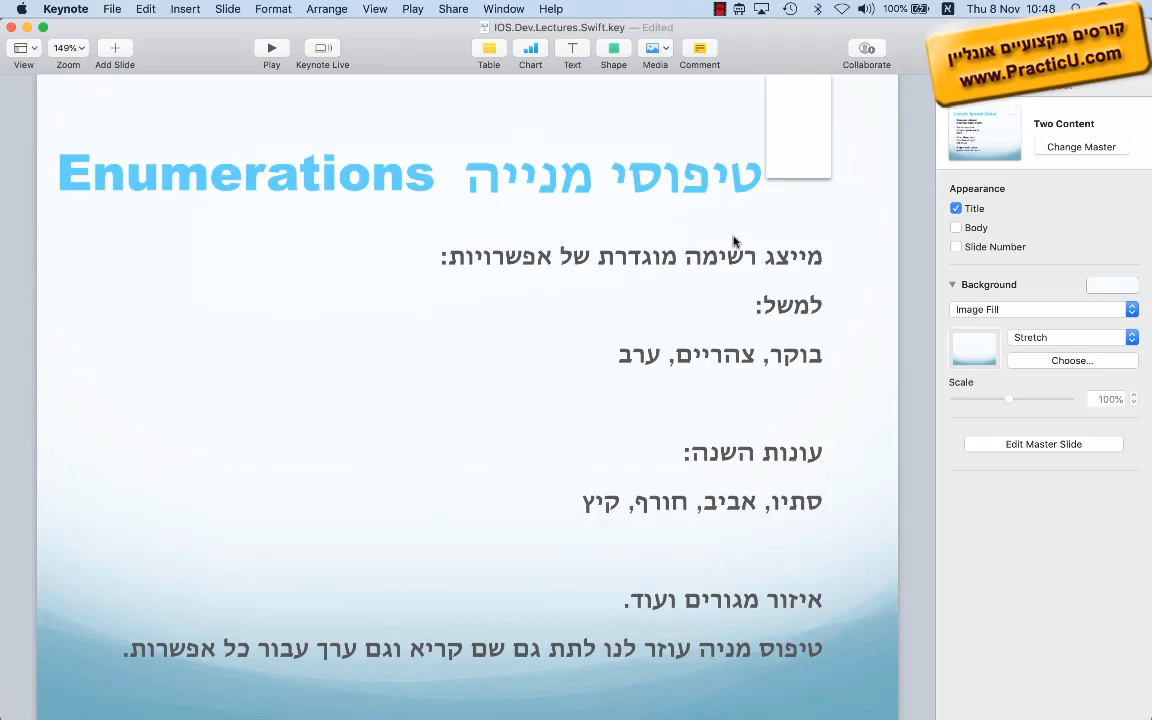 Keynote File Edit Insert Slide Format Arrange View Play Share Window Help 100% Thu 8 Nov 10:48
IOS.Dev.Lectures.Swift.key — Edited
149%
View Zoom Add Slide Play Keynote Live Table Chart Text Shape Media Comment Collaborate
קורסים מקצועיים אונליין
www.PracticU.com
טיפוסי מנייה Enumerations
מייצג רשימה מוגדרת של אפשרויות:
למשל:
בוקר, צהריים, ערב
עונות השנה:
סתיו, אביב, חורף, קיץ
איזור מגורים ועוד.
טיפוס מניה עוזר לנו לתת גם שם קריא וגם ערך עבור כל אפשרות.
Two Content
Change Master
Appearance
Title
Body
Slide Number
Background
Image Fill
Stretch
Choose...
Scale
100%
Edit Master Slide